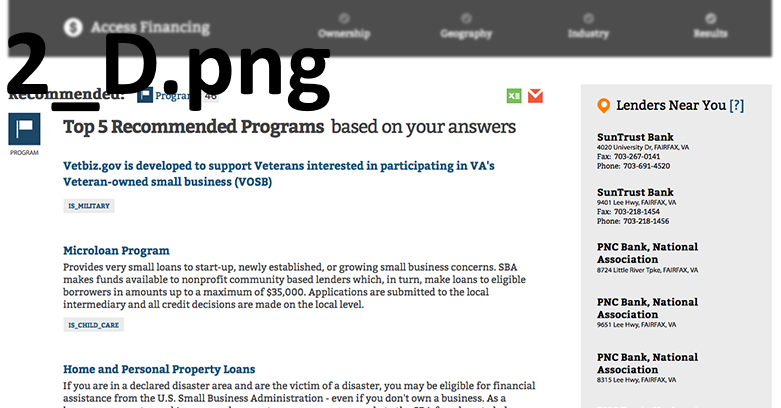 Access Financing
Ownership
Geography
Industry
Results
2_D.png
Recommended:
Program
46
PROGRAM
Top 5 Recommended Programs based on your answers
Vetbiz.gov is developed to support Veterans interested in participating in VA's
Veteran-owned small business (VOSB)
IS_MILITARY
Microloan Program
Provides very small loans to start-up, newly established, or growing small business concerns. SBA
makes funds available to nonprofit community based lenders which, in turn, make loans to eligible
borrowers in amounts up to a maximum of $35,000. Applications are submitted to the local
intermediary and all credit decisions are made on the local level.
IS_CHILD_CARE
Home and Personal Property Loans
If you are in a declared disaster area and are the victim of a disaster, you may be eligible for financial
assistance from the U.S. Small Business Administration - even if you don't own a business. As a
Lenders Near You [?]
SunTrust Bank
4020 University Dr, FAIRFAX, VA
Fax: 703-267-0141
Phone: 703-691-4520
SunTrust Bank
9401 Lee Hwy, FAIRFAX, VA
Fax: 703-218-1454
Phone: 703-218-1456
PNC Bank, National
Association
8724 Little River Tpke, FAIRFAX, VA
PNC Bank, National
Association
9651 Lee Hwy, FAIRFAX, VA
PNC Bank, National
Association
8315 Lee Hwy, FAIRFAX, VA